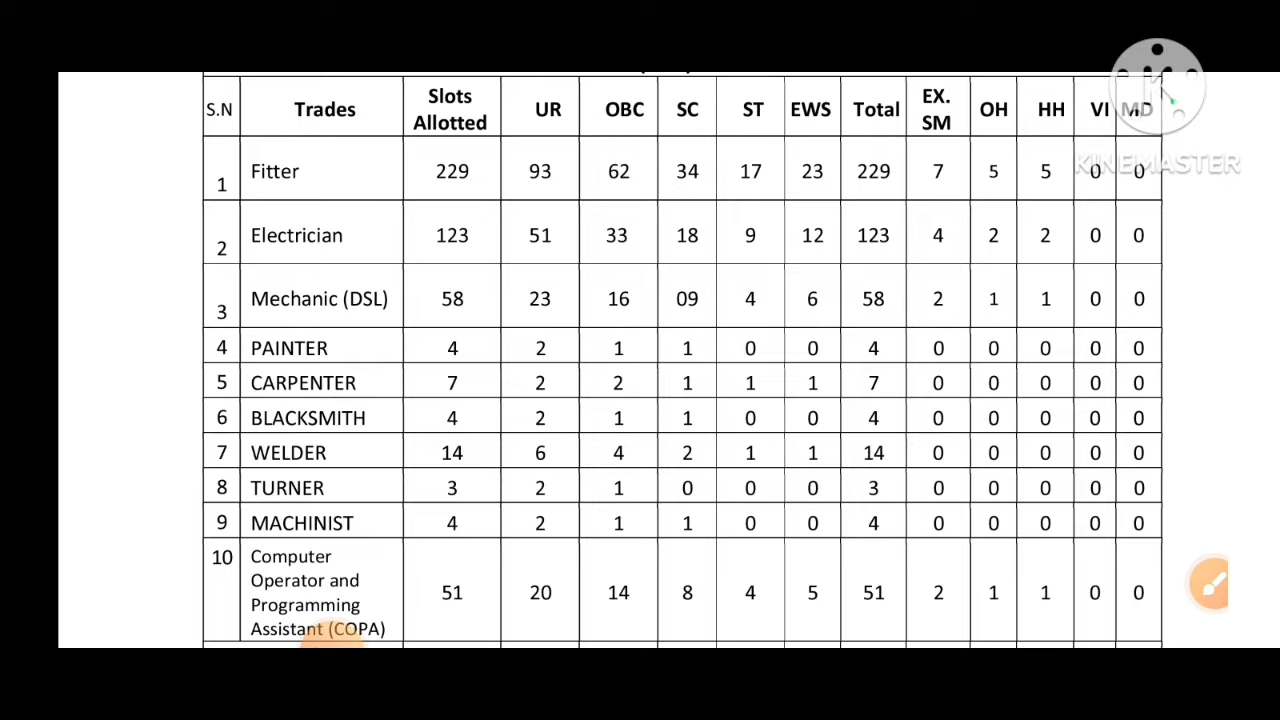 S.N Trades Slots Allotted UR OBC SC ST EWS Total EX. SM OH HH VI MD
1 Fitter 229 93 62 34 17 23 229 7 5 5 0 0
2 Electrician 123 51 33 18 9 12 123 4 2 2 0 0
3 Mechanic (DSL) 58 23 16 09 4 6 58 2 1 1 0 0
4 PAINTER 4 2 1 1 0 0 4 0 0 0 0 0
5 CARPENTER 7 2 2 1 1 1 7 0 0 0 0 0
6 BLACKSMITH 4 2 1 1 0 0 4 0 0 0 0 0
7 WELDER 14 6 4 2 1 1 14 0 0 0 0 0
8 TURNER 3 2 1 0 0 0 3 0 0 0 0 0
9 MACHINIST 4 2 1 1 0 0 4 0 0 0 0 0
10 Computer
Operator and
Programming
Assistant (COPA) 51 20 14 8 4 5 51 2 1 1 0 0
KINEMASTER